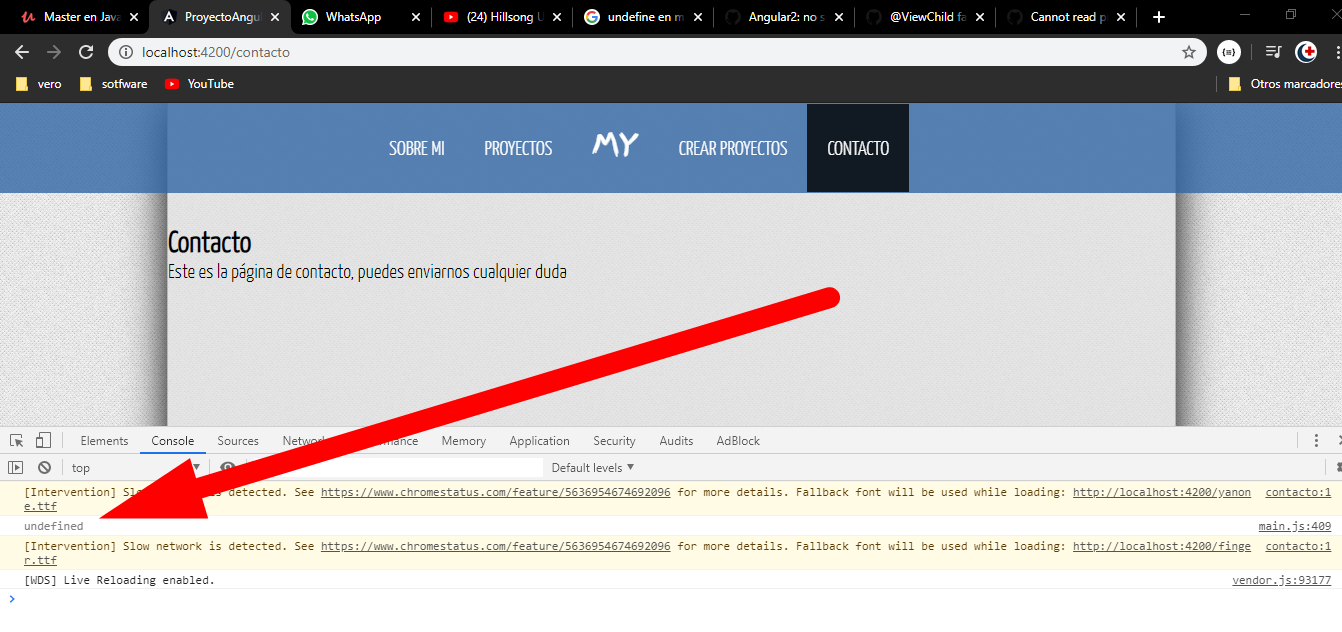 Master en Java
ProyectoAngu
WhatsApp
(24) Hillsong U
undefine en m
Angular2: no s
@ViewChild fa
Cannot read p
localhost:4200/contacto
vero
sotfware
YouTube
Otros marcadores
SOBRE MI
PROYECTOS
MY
CREAR PROYECTOS
CONTACTO
Contacto
Este es la página de contacto, puedes enviarnos cualquier duda
Elements
Console
Sources
Networ
mance
Memory
Application
Security
Audits
AdBlock
top
Default levels ▼
[Intervention] Slo is detected. See https://www.chromestatus.com/feature/5636954674692096 for more details. Fallback font will be used while loading: http://localhost:4200/yanon contacto:1
e.ttf
undefined main.js:409
[Intervention] Slow network is detected. See https://www.chromestatus.com/feature/5636954674692096 for more details. Fallback font will be used while loading: http://localhost:4200/finge contacto:1
r.ttf
[WDS] Live Reloading enabled. vendor.js:93177